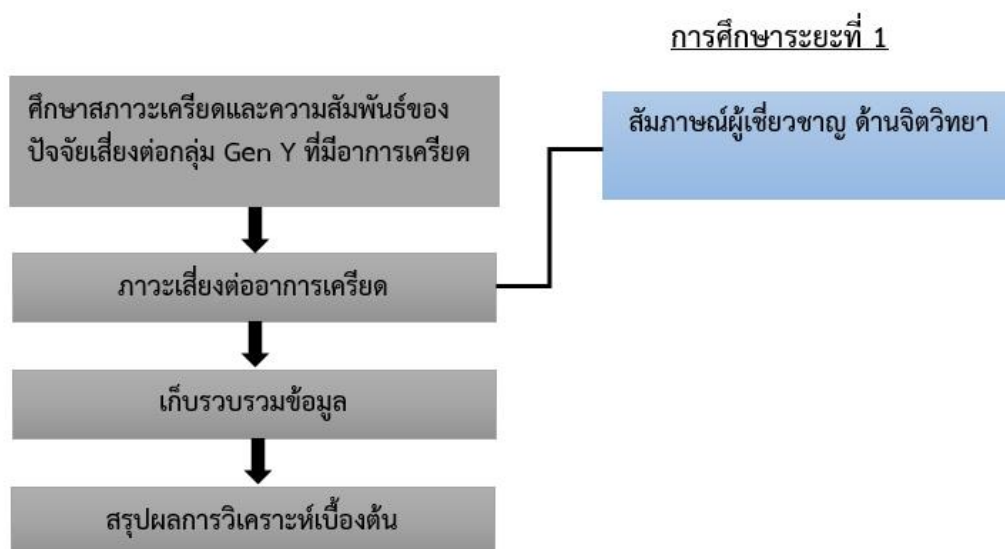 การศึกษาระยะที่ 1
ศึกษาสภาวะเครียดและความสัมพันธ์ของ
ปัจจัยเสี่ยงต่อกลุ่ม Gen Y ที่มีอาการเครียด
สัมภาษณ์ผู้เชี่ยวชาญ ด้านจิตวิทยา
ภาวะเสี่ยงต่ออาการเครียด
เก็บรวบรวมข้อมูล
สรุปผลการวิเคราะห์เบื้องต้น